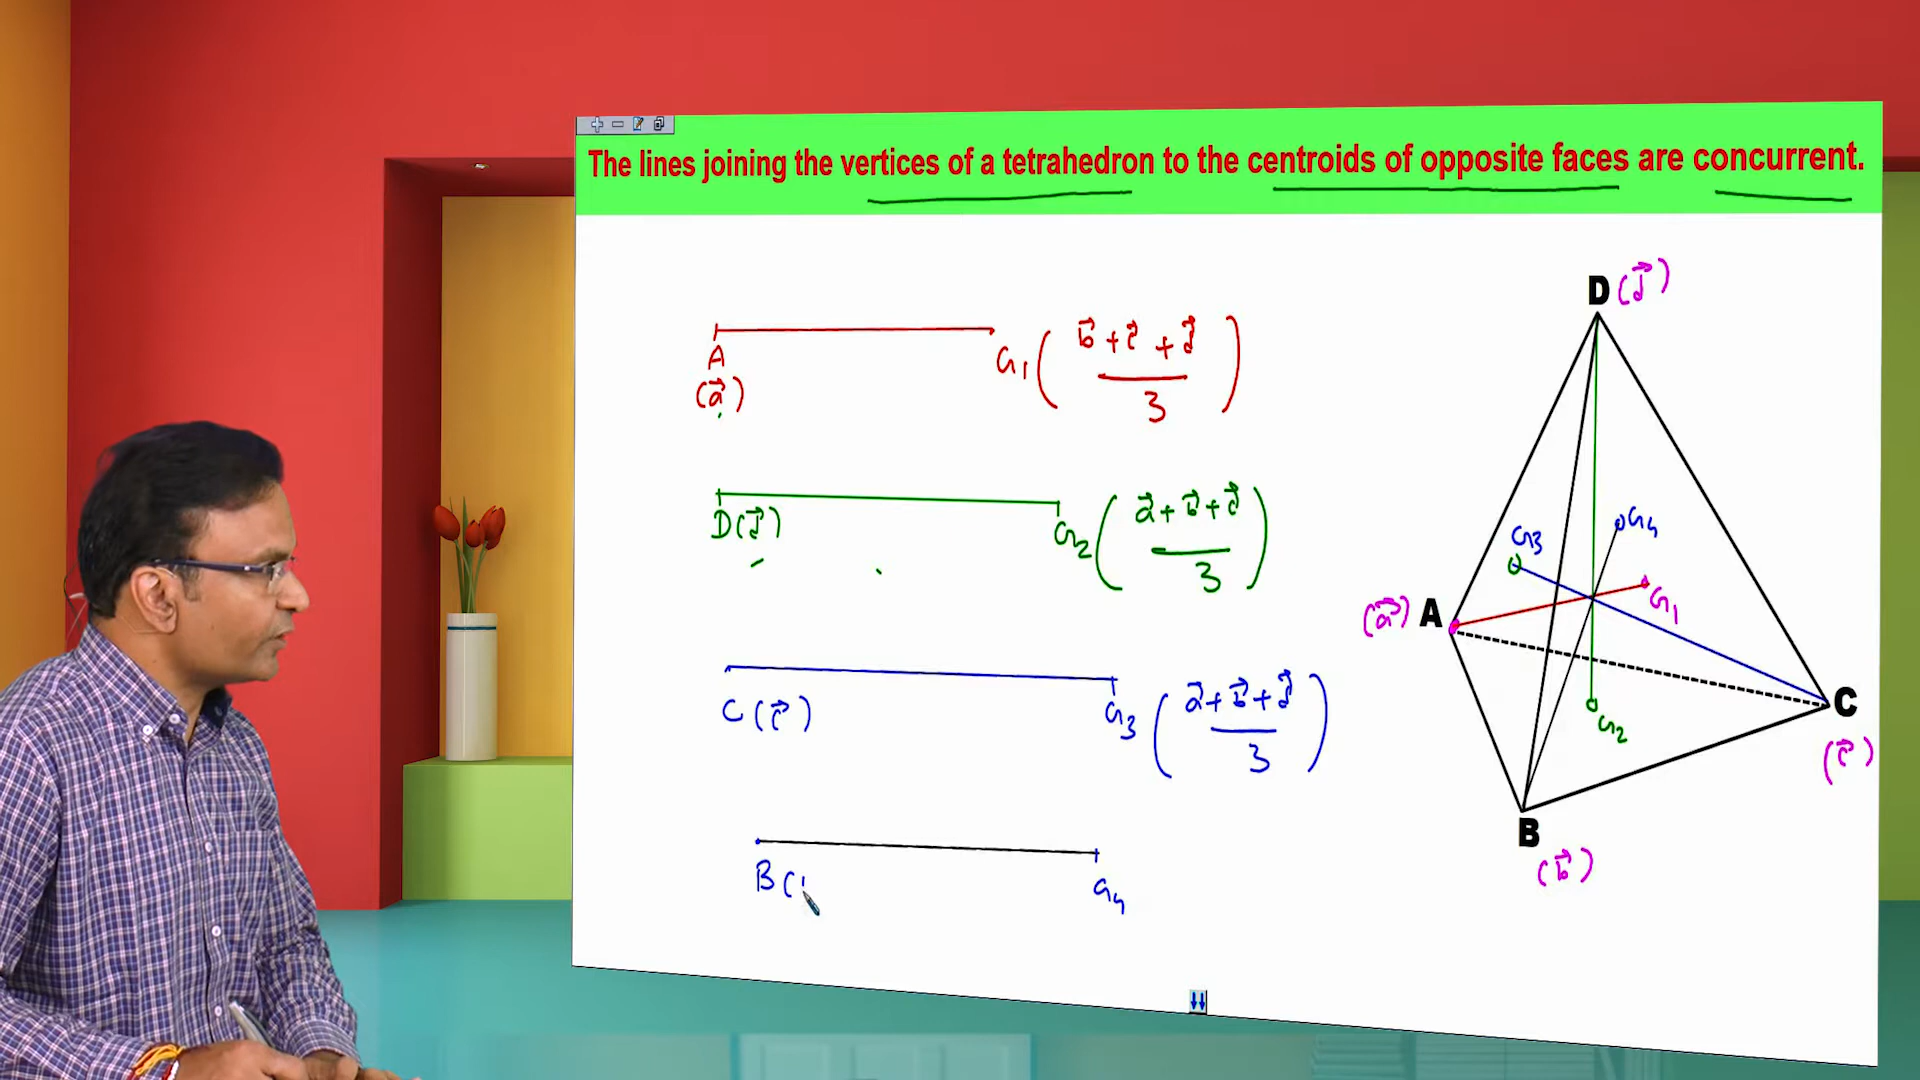 The lines joining the vertices of a tetrahedron to the centroids of opposite faces are concurrent.
A
(a⃗)
G₁ ( (b⃗ + c⃗ + d⃗) / 3 )
D (d⃗)
G₂ ( (a⃗ + b⃗ + c⃗) / 3 )
C (c⃗)
G₃ ( (a⃗ + b⃗ + d⃗) / 3 )
B (
G₄
D (d⃗)
G₃
G₄
(a⃗) A
G₁
G₂
C
(c⃗)
B
(b⃗)